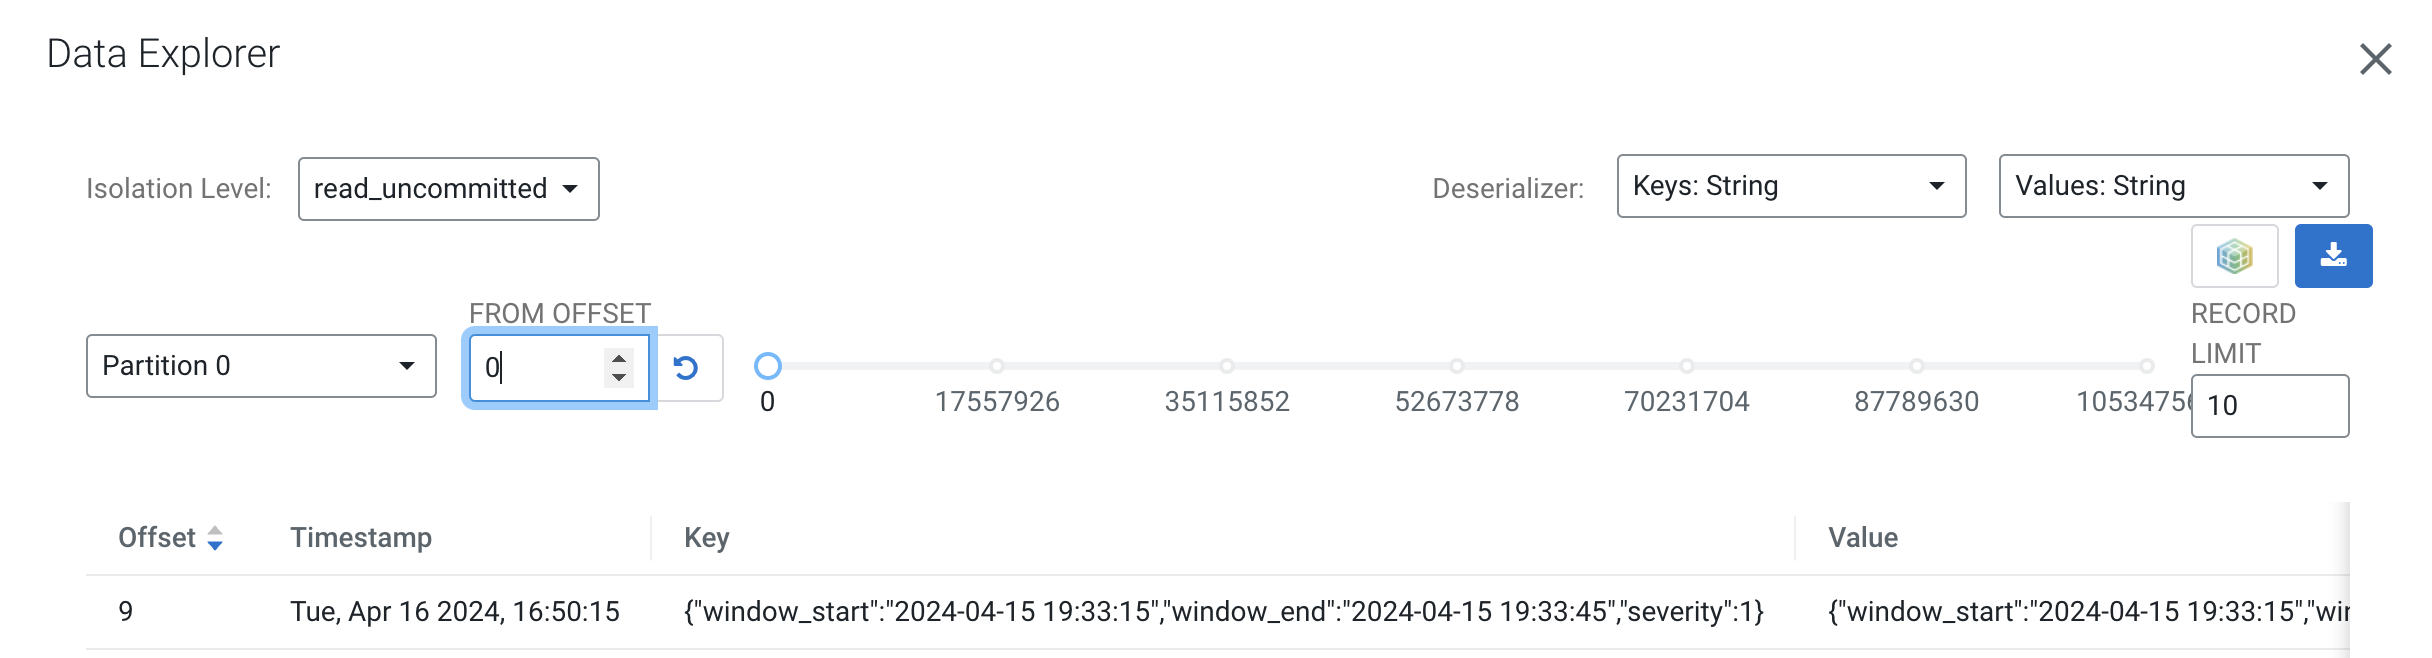 Data Explorer
Isolation Level: read_uncommitted Deserializer: Keys: String Values: String
FROM OFFSET RECORD LIMIT
Partition 0 0 10
0 17557926 35115852 52673778 70231704 87789630 10534756
Offset Timestamp Key Value
9 Tue, Apr 16 2024, 16:50:15 {"window_start":"2024-04-15 19:33:15","window_end":"2024-04-15 19:33:45","severity":1} {"window_start":"2024-04-15 19:33:15","wi